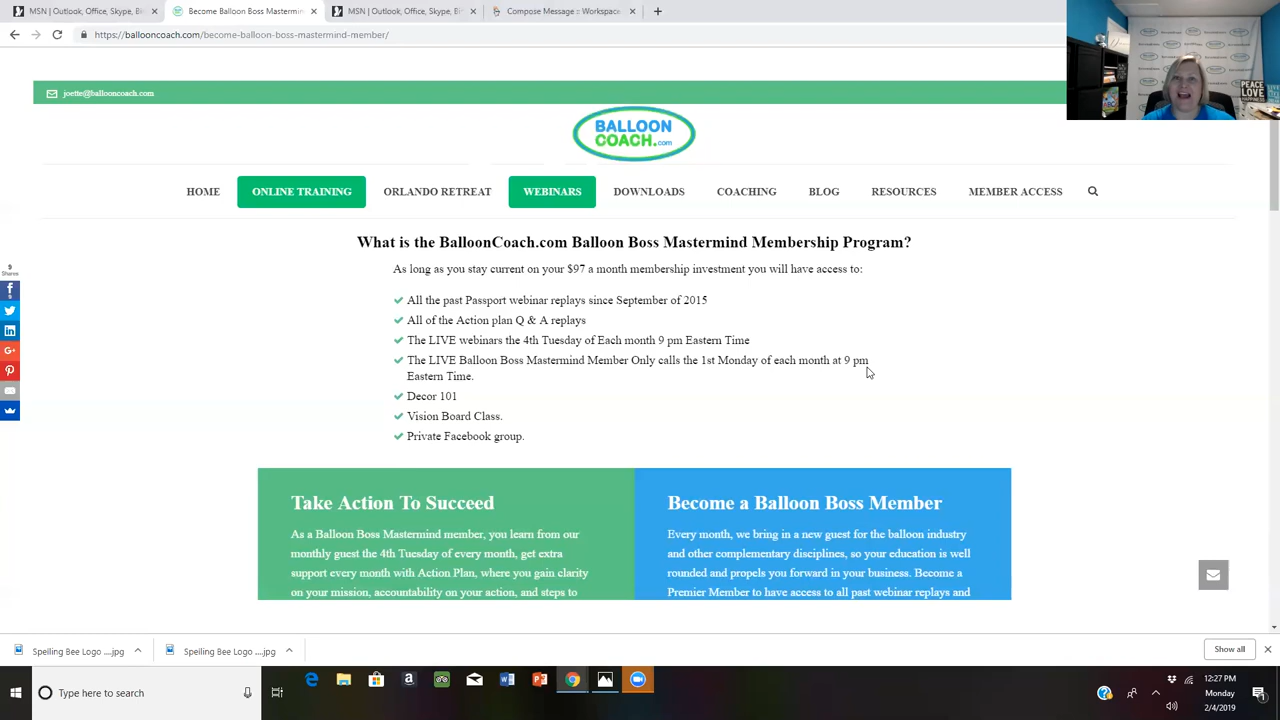 MSN | Outlook, Office, Skype, Bi
Become Balloon Boss Mastermind
MSN | Outlook, Office, Skype, Bi
Compose Message :: Workspace
https://ballooncoach.com/become-balloon-boss-mastermind-member/
joette@ballooncoach.com
BALLOON
COACH.com
HOME ONLINE TRAINING ORLANDO RETREAT WEBINARS DOWNLOADS COACHING BLOG RESOURCES MEMBER ACCESS
9
Shares
9
What is the BalloonCoach.com Balloon Boss Mastermind Membership Program?
As long as you stay current on your $97 a month membership investment you will have access to:
All the past Passport webinar replays since September of 2015
All of the Action plan Q & A replays
The LIVE webinars the 4th Tuesday of Each month 9 pm Eastern Time
The LIVE Balloon Boss Mastermind Member Only calls the 1st Monday of each month at 9 pm
Eastern Time.
Decor 101
Vision Board Class.
Private Facebook group.
Take Action To Succeed
As a Balloon Boss Mastermind member, you learn from our
monthly guest the 4th Tuesday of every month, get extra
support every month with Action Plan, where you gain clarity
on your mission, accountability on your action, and steps to
Become a Balloon Boss Member
Every month, we bring in a new guest for the balloon industry
and other complementary disciplines, so your education is well
rounded and propels you forward in your business. Become a
Premier Member to have access to all past webinar replays and
PEACE
LOVE
HAPPINESS
Spelling Bee Logo ....jpg
Spelling Bee Logo ....jpg
Show all
Type here to search
12:27 PM
Monday
2/4/2019